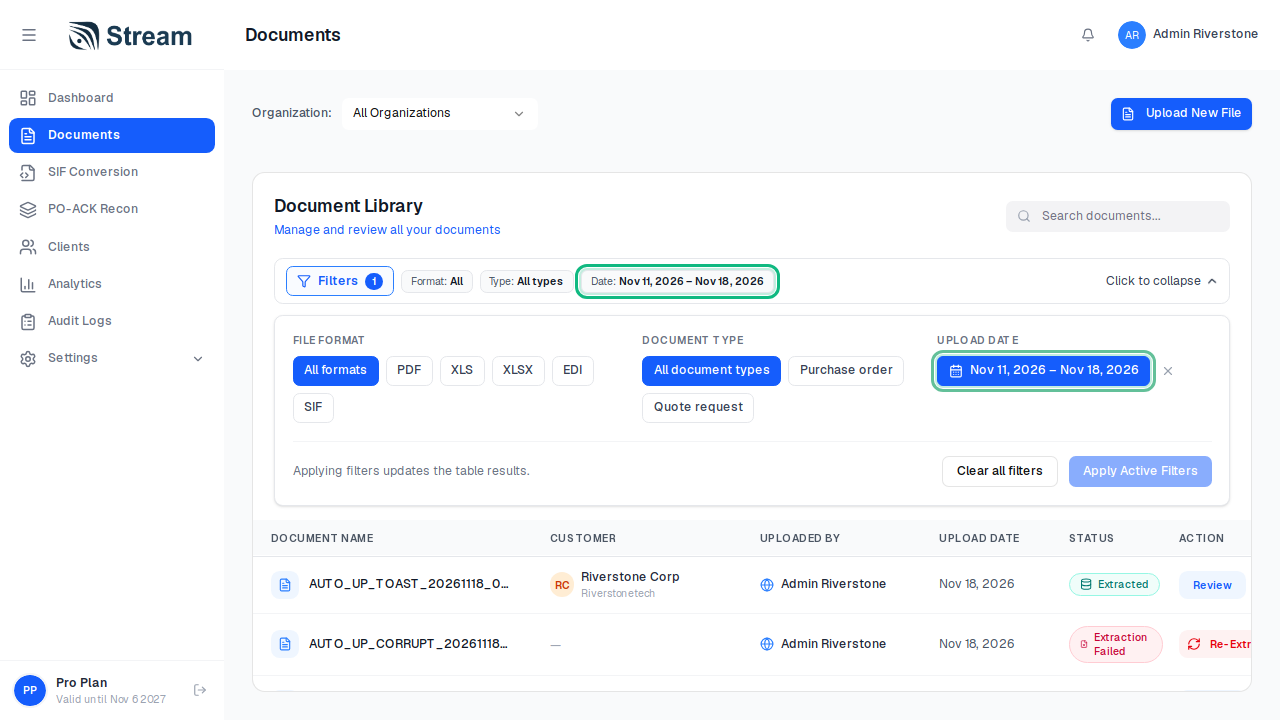 Stream
Documents
AR
Admin Riverstone
Dashboard
Documents
SIF Conversion
PO-ACK Recon
Clients
Analytics
Audit Logs
Settings
Organization:
All Organizations
Upload New File
Document Library
Manage and review all your documents
Search documents...
Filters 1
Format: All
Type: All types
Date: Nov 11, 2026 – Nov 18, 2026
Click to collapse
FILE FORMAT
All formats
PDF
XLS
XLSX
EDI
SIF
DOCUMENT TYPE
All document types
Purchase order
Quote request
UPLOAD DATE
Nov 11, 2026 – Nov 18, 2026
Applying filters updates the table results.
Clear all filters
Apply Active Filters
DOCUMENT NAME
CUSTOMER
UPLOADED BY
UPLOAD DATE
STATUS
ACTION
AUTO_UP_TOAST_20261118_0...
RC
Riverstone Corp
Riverstonetech
Admin Riverstone
Nov 18, 2026
Extracted
Review
AUTO_UP_CORRUPT_20261118...
—
Admin Riverstone
Nov 18, 2026
Extraction
Failed
Re-Extr
PP
Pro Plan
Valid until Nov 6 2027